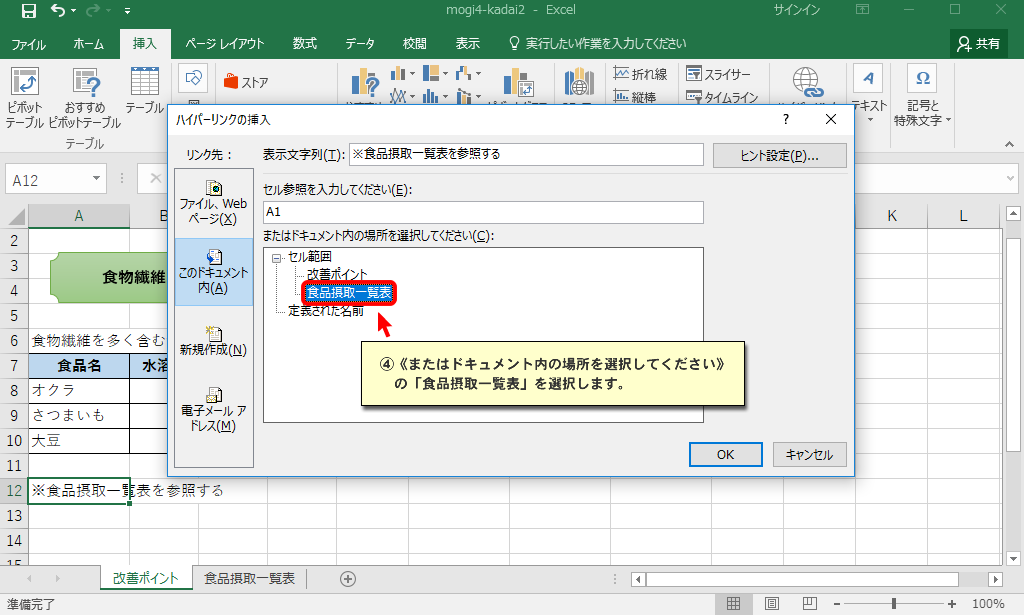 mogi4-kadai2 - Excel
サインイン
ファイル
ホーム
挿入
ページ レイアウト
数式
データ
校閲
表示
実行したい作業を入力してください
共有
ピボット
テーブル
おすすめ
ピボットテーブル
テーブル
テーブル
ストア
折れ線
縦棒
スライサー
タイムライン
テキスト
記号と
特殊文字
A12
ハイパーリンクの挿入
?
リンク先：
表示文字列(T):
※食品摂取一覧表を参照する
ヒント設定(P)...
ファイル、Web
ページ(X)
このドキュメント
内(A)
新規作成(N)
電子メール ア
ドレス(M)
セル参照を入力してください(E):
A1
またはドキュメント内の場所を選択してください(C):
セル範囲
改善ポイント
食品摂取一覧表
定義された名前
④《またはドキュメント内の場所を選択してください》
の「食品摂取一覧表」を選択します。
OK
キャンセル
A
B
K
L
2
3
食物繊維
4
5
6
食物繊維を多く含む
7
食品名
水溶
8
オクラ
9
さつまいも
10
大豆
11
12
※食品摂取一覧表を参照する
13
14
15
改善ポイント
食品摂取一覧表
準備完了
100%